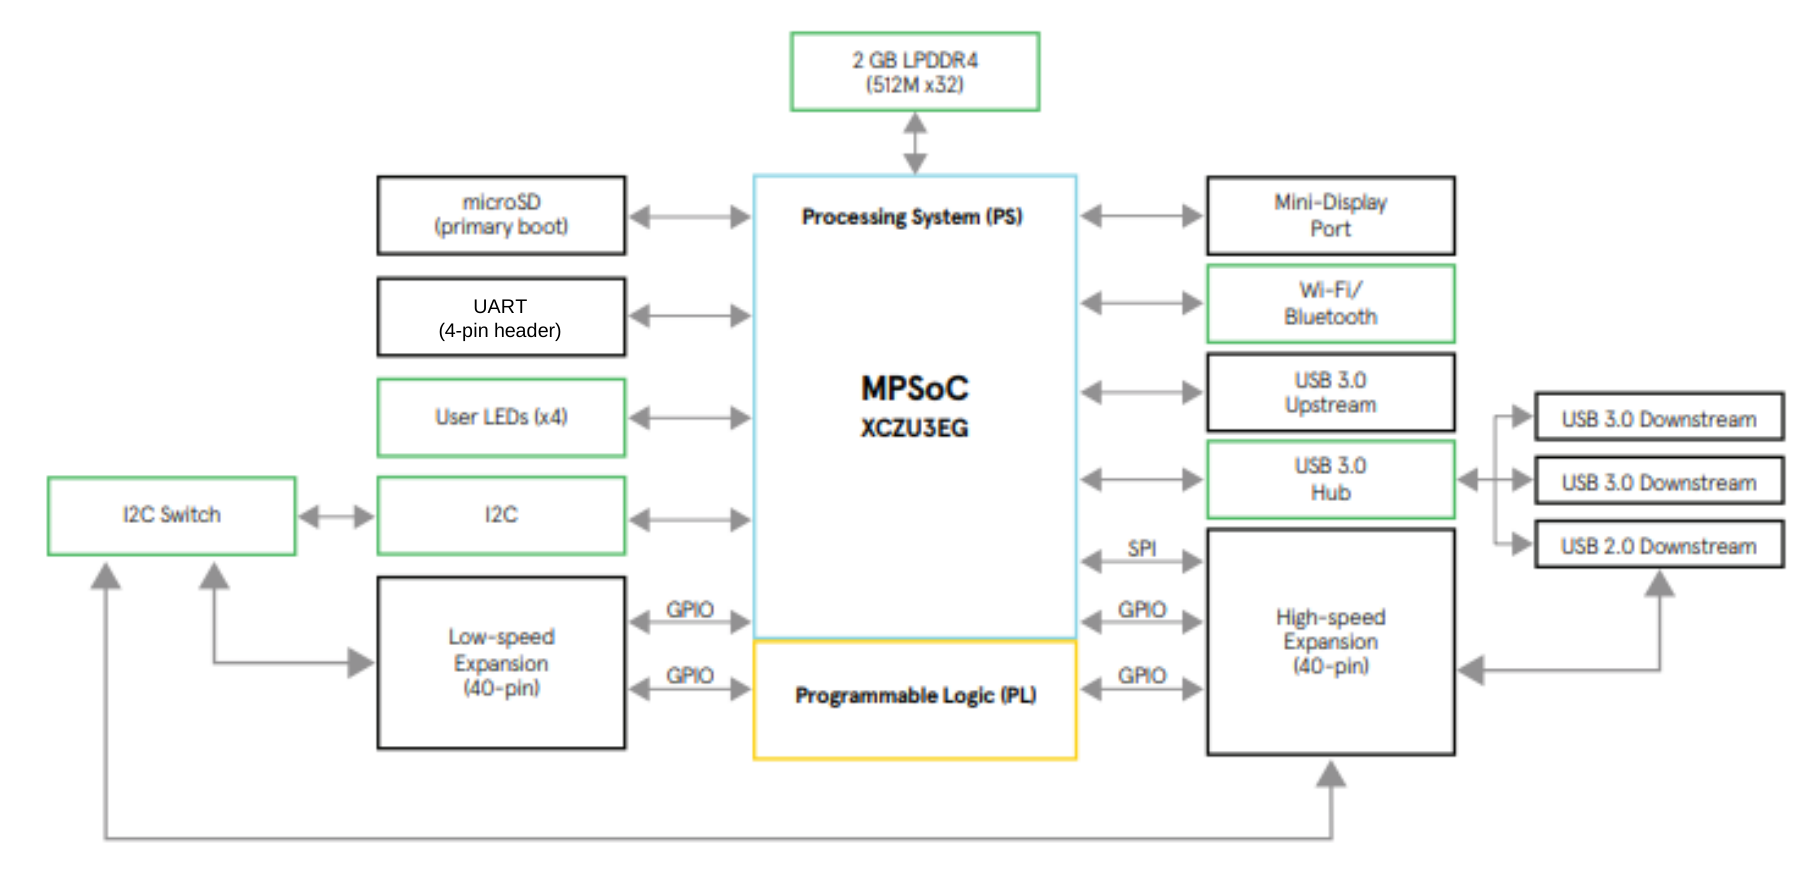 2 GB LPDDR4
(512M x32)
microSD
(primary boot)
Processing System (PS)
Mini-Display
Port
UART
(4-pin header)
Wi-Fi/
Bluetooth
MPSoC
XCZU3EG
USB 3.0
Upstream
User LEDs (x4)
USB 3.0
Hub
USB 3.0 Downstream
USB 3.0 Downstream
USB 2.0 Downstream
I2C Switch
I2C
SPI
GPIO
GPIO
Low-speed
Expansion
(40-pin)
High-speed
Expansion
(40-pin)
GPIO
GPIO
Programmable Logic (PL)